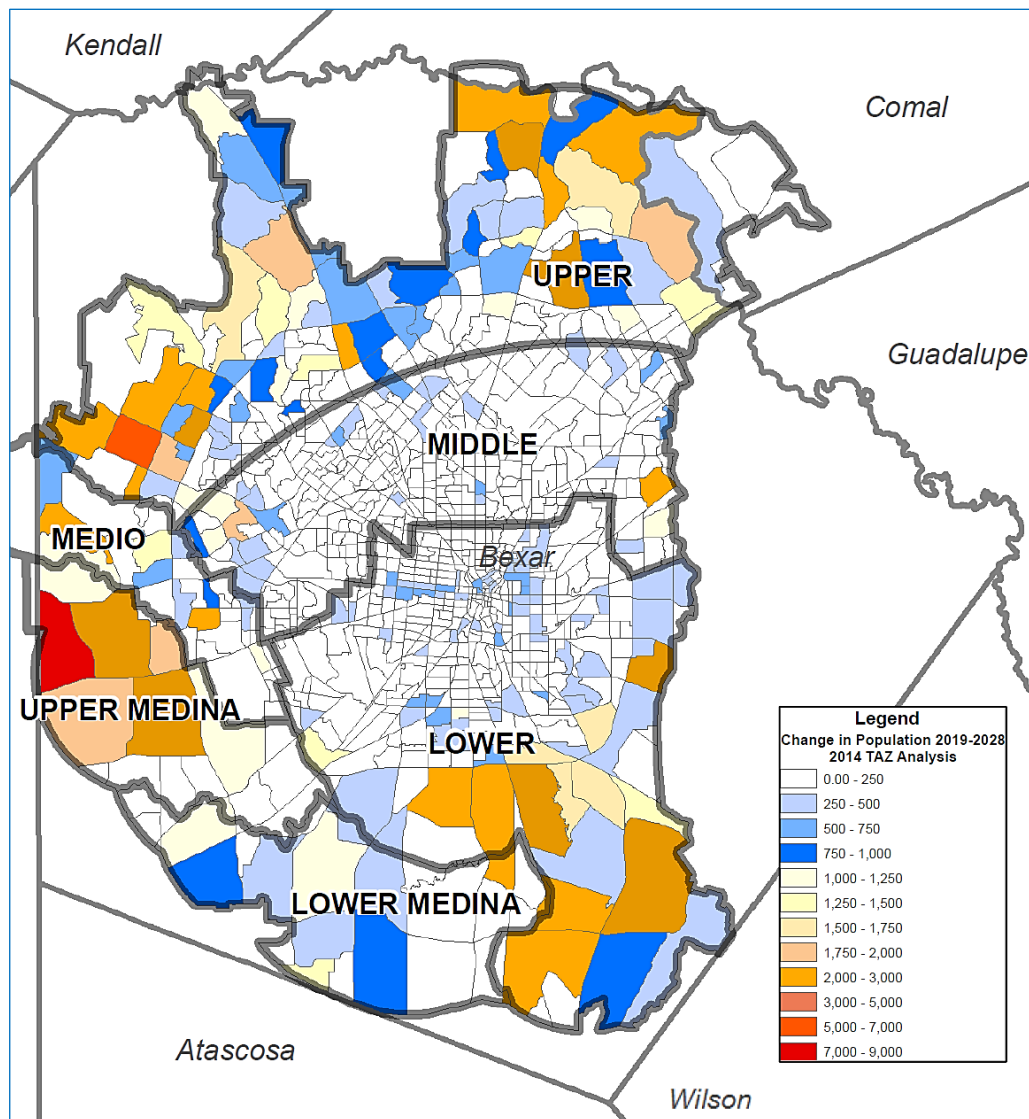 Kendall
Comal
UPPER
Guadalupe
MIDDLE
MEDIO
Bexar
UPPER MEDINA
LOWER
LOWER MEDINA
Atascosa
Wilson
Legend
Change in Population 2019-2028
2014 TAZ Analysis
0.00 - 250
250 - 500
500 - 750
750 - 1,000
1,000 - 1,250
1,250 - 1,500
1,500 - 1,750
1,750 - 2,000
2,000 - 3,000
3,000 - 5,000
5,000 - 7,000
7,000 - 9,000